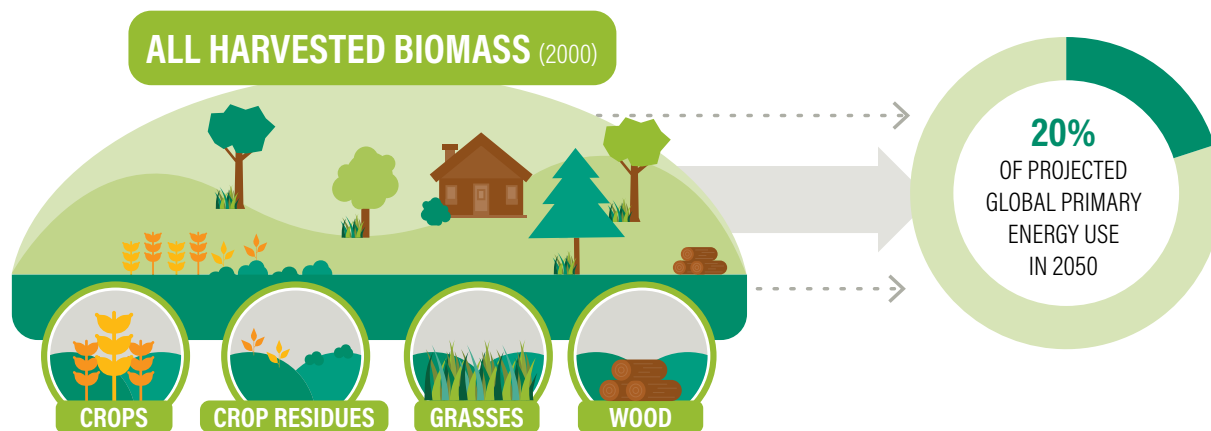 ALL HARVESTED BIOMASS (2000)
20%
OF PROJECTED
GLOBAL PRIMARY
ENERGY USE
IN 2050
CROPS
CROP RESIDUES
GRASSES
WOOD